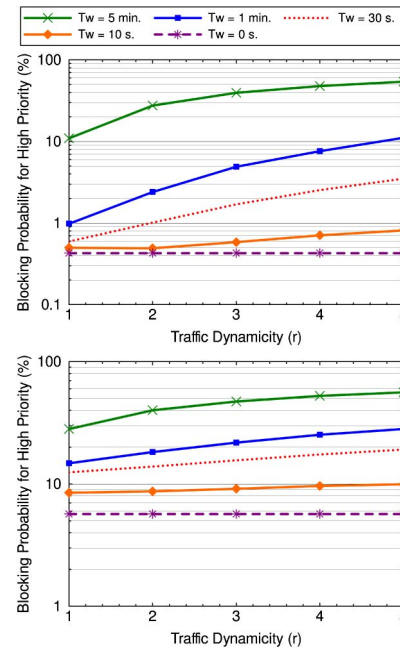 Tw = 5 min. Tw = 1 min. Tw = 30 s.
Tw = 10 s. Tw = 0 s.
Blocking Probability for High Priority (%)
100
10
1
0.1
1 2 3 4
Traffic Dynamicity (r)
Blocking Probability for High Priority (%)
100
10
1
1 2 3 4
Traffic Dynamicity (r)